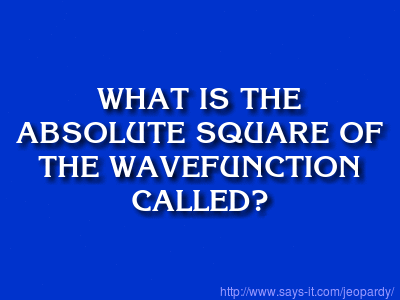 WHAT IS THE
ABSOLUTE SQUARE OF
THE WAVEFUNCTION
CALLED?
http://www.says-it.com/jeopardy/